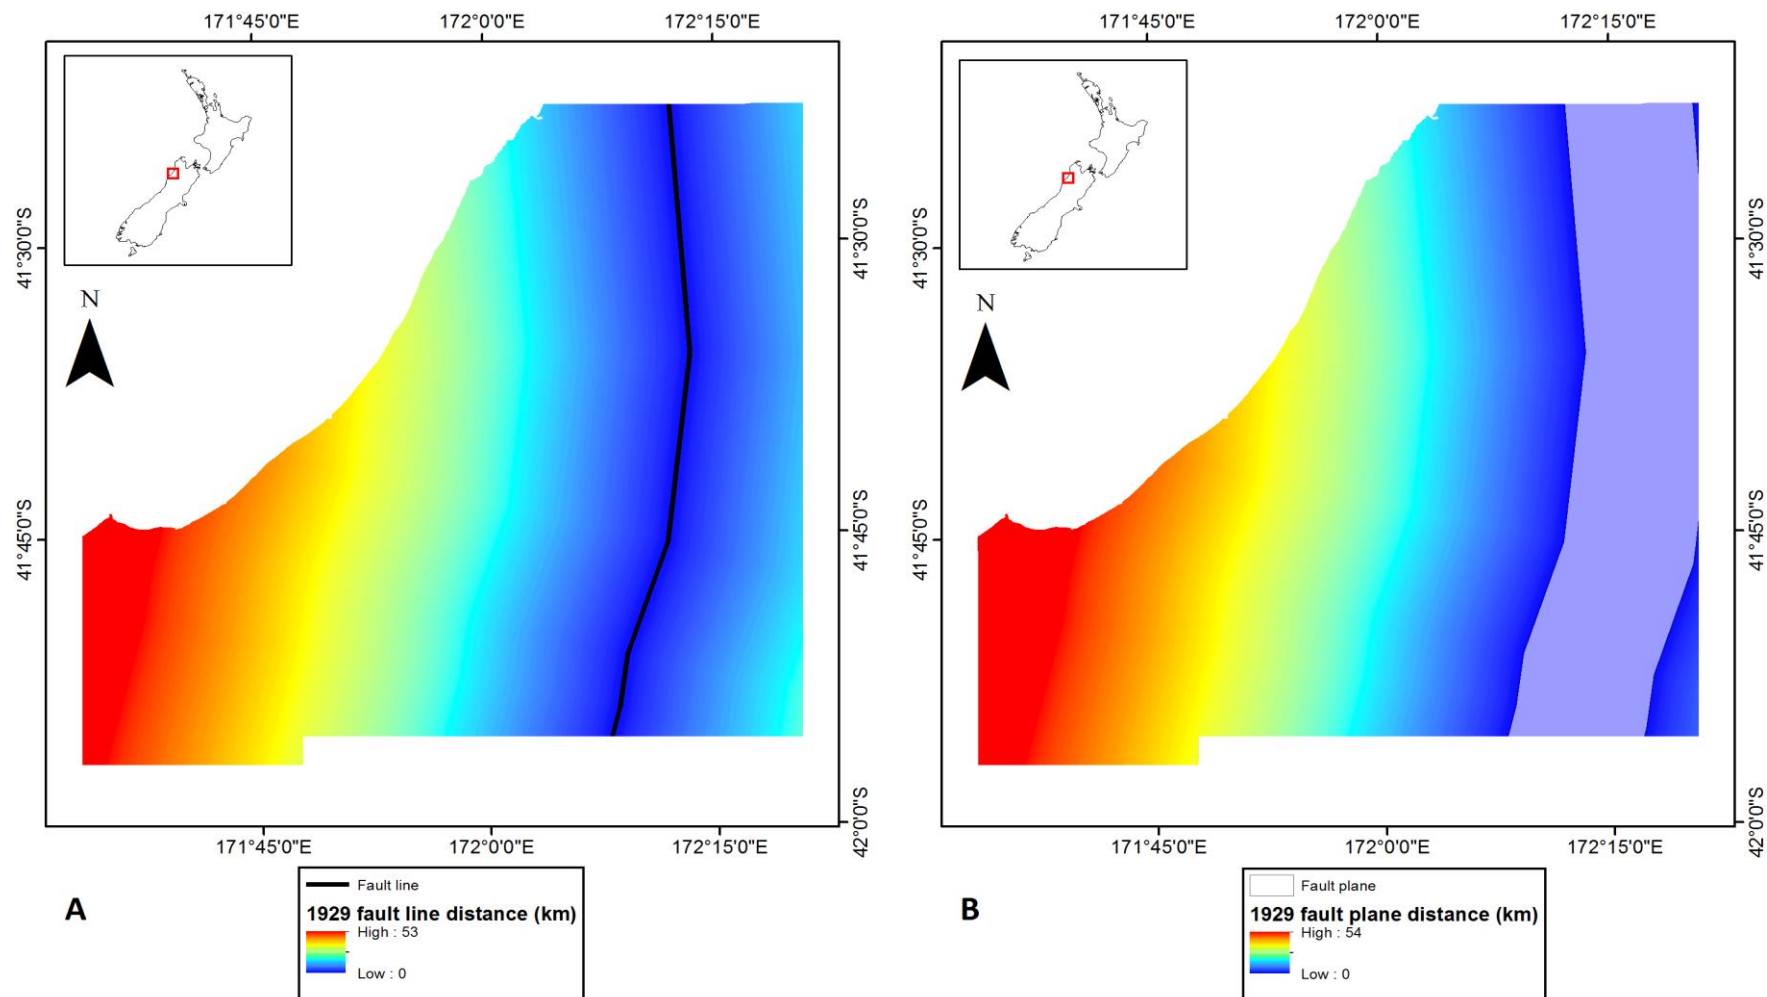 171°45'0"E 172°0'0"E 172°15'0"E
171°45'0"E 172°0'0"E 172°15'0"E
N
N
41°30'0"S
41°30'0"S
41°30'0"S
41°30'0"S
41°45'0"S
41°45'0"S
41°45'0"S
41°45'0"S
42°0'0"S
42°0'0"S
171°45'0"E 172°0'0"E 172°15'0"E
171°45'0"E 172°0'0"E 172°15'0"E
A
Fault line
1929 fault line distance (km)
High : 53
Low : 0
B
Fault plane
1929 fault plane distance (km)
High : 54
Low : 0